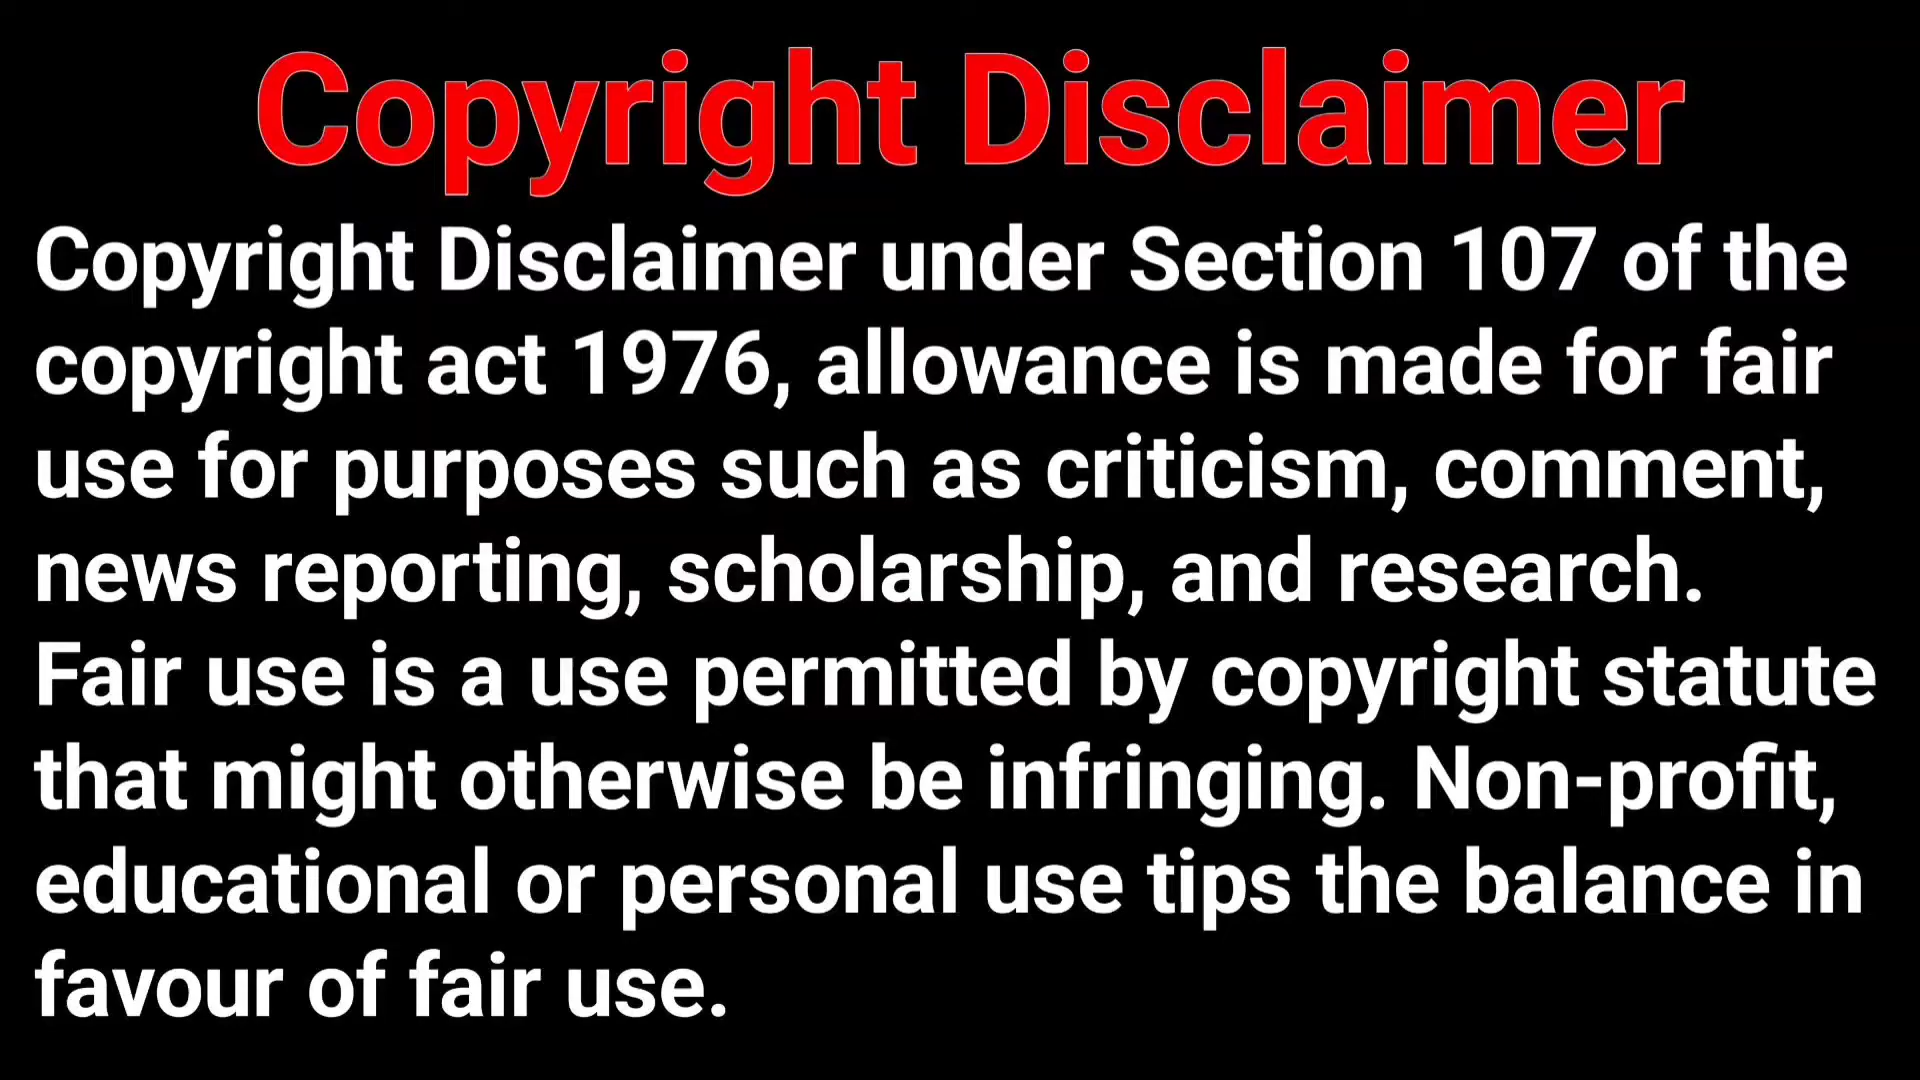 Copyright Disclaimer
Copyright Disclaimer under Section 107 of the
copyright act 1976, allowance is made for fair
use for purposes such as criticism, comment,
news reporting, scholarship, and research.
Fair use is a use permitted by copyright statute
that might otherwise be infringing. Non-profit,
educational or personal use tips the balance in
favour of fair use.